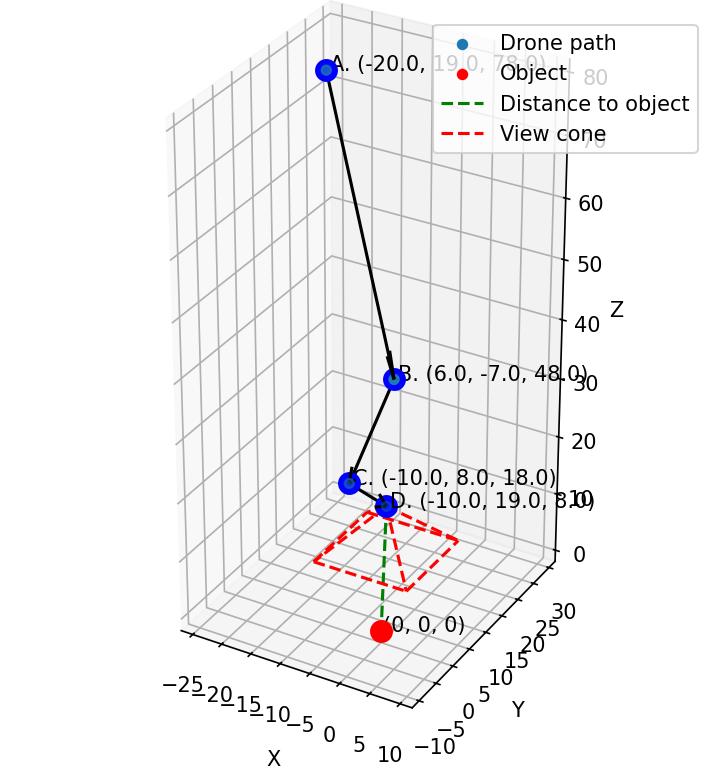 Drone path
Object
Distance to object
View cone
A. (-20.0, 19.0, 78.0)
B. (6.0, -7.0, 48.0)
C. (-10.0, 8.0, 18.0)
D. (-10.0, 19.0, 8.0)
(0, 0, 0)
80
70
60
50
40
30
20
10
0
Z
30
25
20
15
10
5
0
−5
−10
Y
−25
−20
−15
−10
−5
0
5
10
X